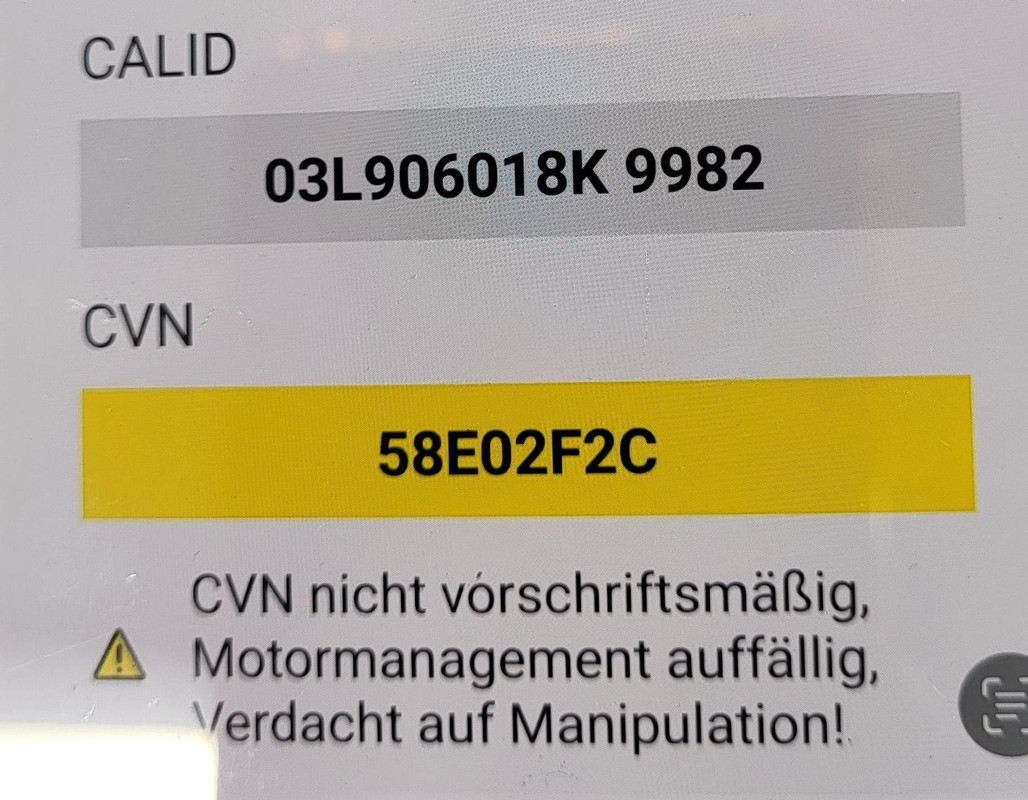 CALID
03L906018K 9982
CVN
58E02F2C
CVN nicht vorschriftsmäßig,
Motormanagement auffällig,
Verdacht auf Manipulation!